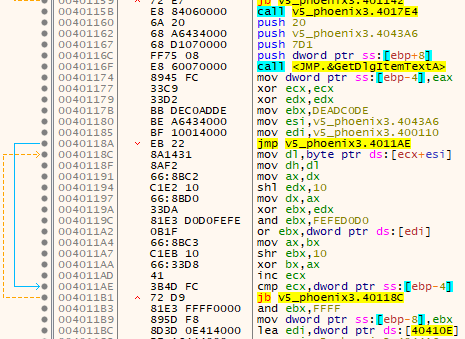 00401159 72 E7 jb v5_phoenix3.401142
0040115B E8 84060000 call v5_phoenix3.4017E4
00401160 6A 20 push 20
00401162 68 A6434000 push v5_phoenix3.4043A6
00401167 68 D1070000 push 7D1
0040116C FF75 08 push dword ptr ss:[ebp+8]
0040116F E8 60070000 call <JMP.&GetDlgItemTextA>
00401174 8945 FC mov dword ptr ss:[ebp-4],eax
00401177 33C9 xor ecx,ecx
00401179 33D2 xor edx,edx
0040117B BB DEC0ADDE mov ebx,DEADC0DE
00401180 BE A6434000 mov esi,v5_phoenix3.4043A6
00401185 BF 10014000 mov edi,v5_phoenix3.400110
0040118A EB 22 jmp v5_phoenix3.4011AE
0040118C 8A1431 mov dl,byte ptr ds:[ecx+esi]
0040118F 8AF2 mov dh,dl
00401191 66:8BC2 mov ax,dx
00401194 C1E2 10 shl edx,10
00401197 66:8BD0 mov dx,ax
0040119A 33DA xor ebx,edx
0040119C 81E3 D0D0FEFE and ebx,FEFED0D0
004011A2 0B1F or ebx,dword ptr ds:[edi]
004011A4 66:8BC3 mov ax,bx
004011A7 C1EB 10 shr ebx,10
004011AA 66:33D8 xor bx,ax
004011AD 41 inc ecx
004011AE 3B4D FC cmp ecx,dword ptr ss:[ebp-4]
004011B1 72 D9 jb v5_phoenix3.40118C
004011B3 81E3 FFFF0000 and ebx,FFFF
004011B9 895D F8 mov dword ptr ss:[ebp-8],ebx
004011BC 8D3D 0E414000 lea edi,dword ptr ds:[40410E]